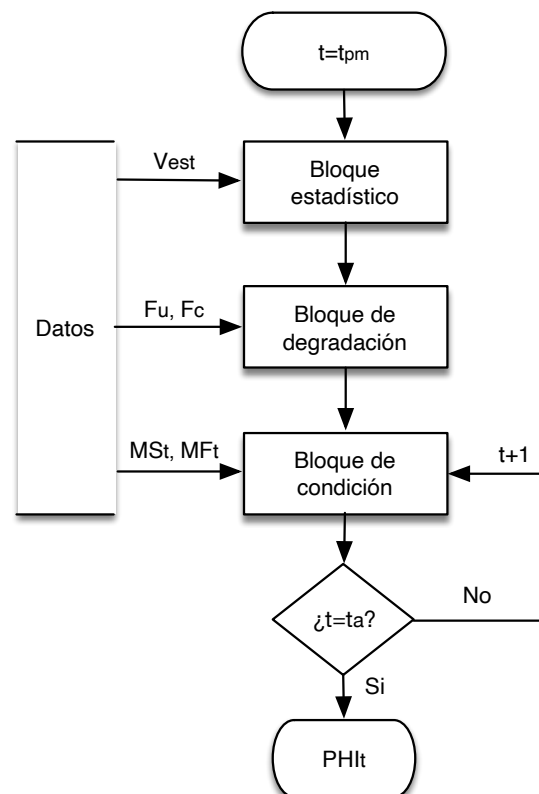 t=tpm
Vest
Bloque
estadístico
Datos
Fu, Fc
Bloque de
degradación
MSt, MFt
Bloque de
condición
t+1
¿t=ta?
No
Si
PHIt